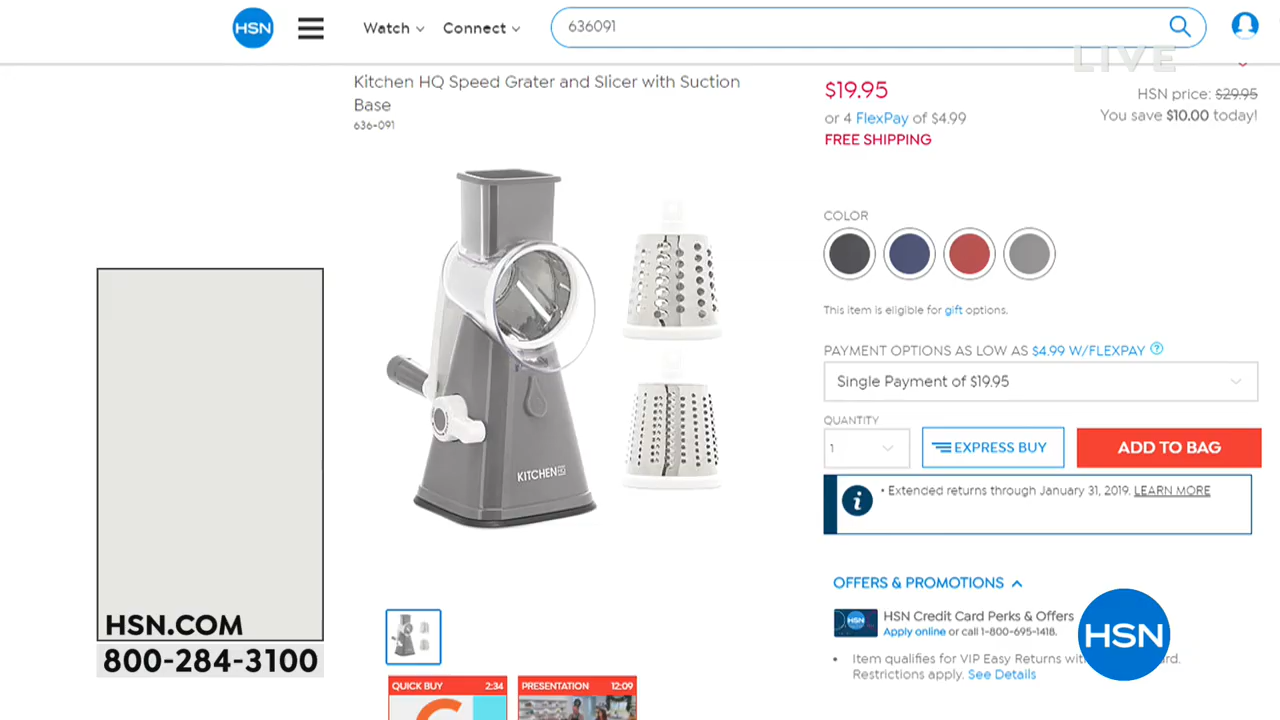 HSN
Watch
Connect
636091
LIVE
Kitchen HQ Speed Grater and Slicer with Suction
Base
636-091
$19.95
or 4 FlexPay of $4.99
FREE SHIPPING
HSN price: $29.95
You save $10.00 today!
COLOR
This item is eligible for gift options.
PAYMENT OPTIONS AS LOW AS $4.99 W/FLEXPAY ?
Single Payment of $19.95
QUANTITY
1
EXPRESS BUY
ADD TO BAG
i
• Extended returns through January 31, 2019. LEARN MORE
KITCHEN HQ
OFFERS & PROMOTIONS
HSN
HSN Credit Card Perks & Offers
Apply online or call 1-800-695-1418.
• Item qualifies for VIP Easy Returns
Restrictions apply. See Details
HSN
HSN.COM
800-284-3100
QUICK BUY 2:34
PRESENTATION 12:09